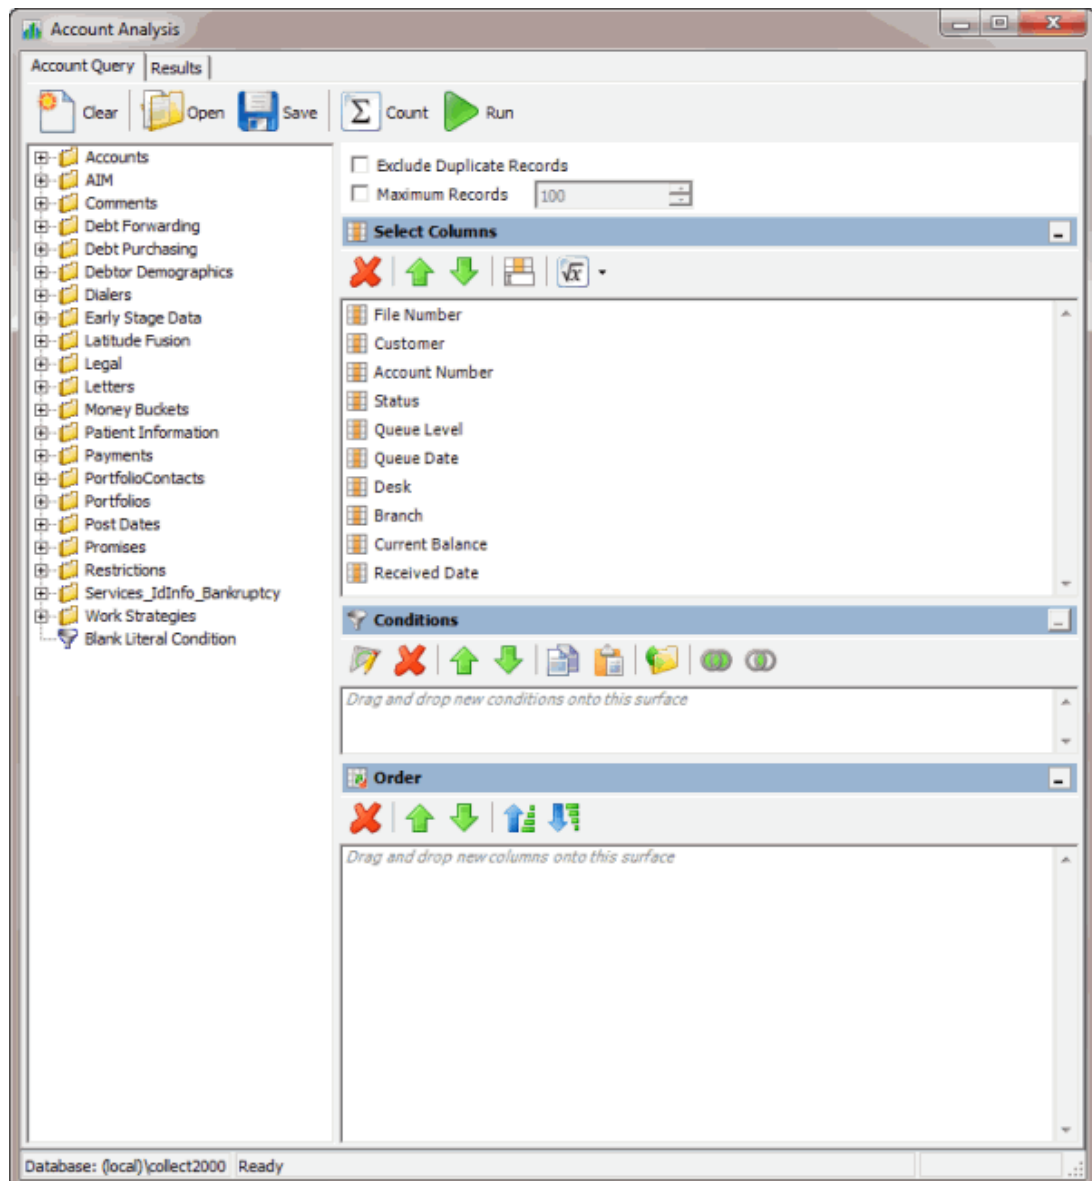 Account Analysis
Account Query Results
Clear Open Save Count Run
Accounts
AIM
Comments
Debt Forwarding
Debt Purchasing
Debtor Demographics
Dialers
Early Stage Data
Latitude Fusion
Legal
Letters
Money Buckets
Patient Information
Payments
PortfolioContacts
Portfolios
Post Dates
Promises
Restrictions
Services_IdInfo_Bankruptcy
Work Strategies
Blank Literal Condition
Exclude Duplicate Records
Maximum Records 100
Select Columns
File Number
Customer
Account Number
Status
Queue Level
Queue Date
Desk
Branch
Current Balance
Received Date
Conditions
Drag and drop new conditions onto this surface
Order
Drag and drop new columns onto this surface
Database: (local)\collect2000 Ready